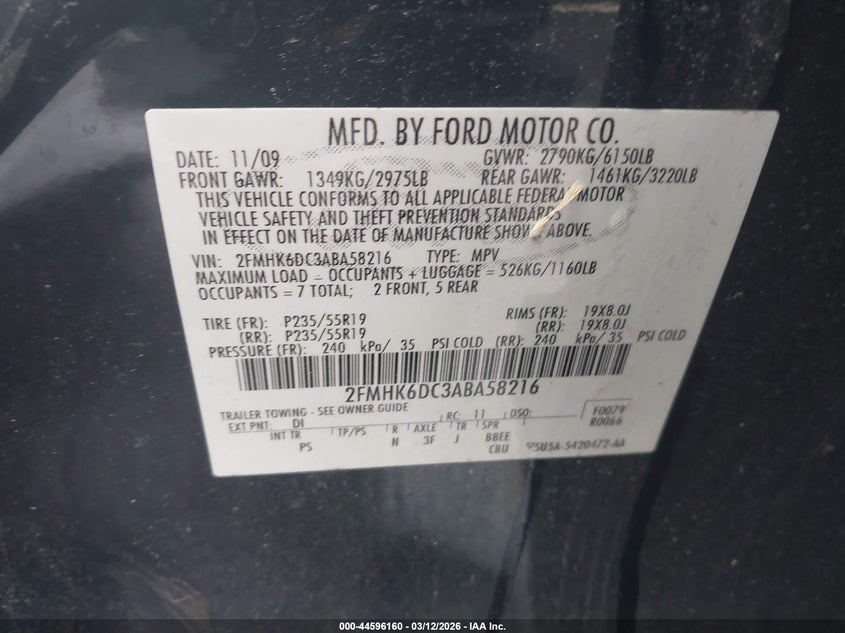 MFD. BY FORD MOTOR CO.
DATE: 11/09 GVWR: 2790KG/6150LB
FRONT GAWR: 1349KG/2975LB REAR GAWR: 1461KG/3220LB
THIS VEHICLE CONFORMS TO ALL APPLICABLE FEDERAL MOTOR
VEHICLE SAFETY AND THEFT PREVENTION STANDARDS
IN EFFECT ON THE DATE OF MANUFACTURE SHOWN ABOVE.
VIN: 2FMHK6DC3ABA58216 TYPE: MPV
MAXIMUM LOAD = OCCUPANTS + LUGGAGE = 526KG/1160LB
OCCUPANTS = 7 TOTAL; 2 FRONT, 5 REAR
TIRE (FR): P235/55R19 RIMS (FR): 19X8.0J
(RR): P235/55R19 (RR): 19X8.0J
PRESSURE (FR): 240 kPa/ 35 PSI COLD (RR): 240 kPa/ 35 PSI COLD
2FMHK6DC3ABA58216
TRAILER TOWING - SEE OWNER GUIDE
EXT PNT: DI RC: 11 DSO: F0079
INT TR TP/PS R AXLE TR SPR R0066
PS N 3F J BBEE
CBU 5U5A-5420472-AA
000-44596160 - 03/12/2026 - IAA Inc.